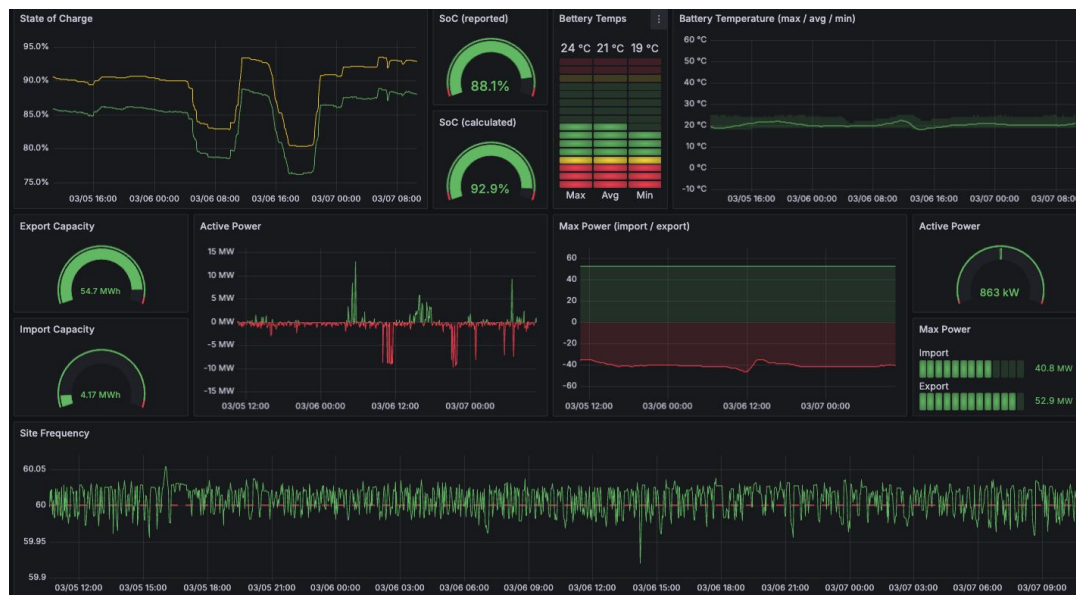 State of Charge
95.0%
90.0%
85.0%
80.0%
75.0%
03/05 16:00 03/06 00:00 03/06 08:00 03/06 16:00 03/07 00:00 03/07 08:00
SoC (reported)
88.1%
SoC (calculated)
92.9%
Bettery Temps
24 °C 21 °C 19 °C
Max Avg Min
Battery Temperature (max / avg / min)
60 °C
50 °C
40 °C
30 °C
20 °C
10 °C
0 °C
-10 °C
03/05 16:00 03/06 00:00 03/06 08:00 03/06 16:00 03/07 00:00 03/07 08:00
Export Capacity
54.7 MWh
Import Capacity
4.17 MWh
Active Power
15 MW
10 MW
5 MW
0 MW
-5 MW
-10 MW
-15 MW
03/05 12:00 03/06 00:00 03/06 12:00 03/07 00:00
Max Power (import / export)
60
40
20
0
-20
-40
-60
03/05 12:00 03/06 00:00 03/06 12:00 03/07 00:00
Active Power
863 kW
Max Power
Import
40.8 MW
Export
52.9 MW
Site Frequency
60.05
60
59.95
59.9
03/05 12:00 03/05 15:00 03/05 18:00 03/05 21:00 03/06 00:00 03/06 03:00 03/06 06:00 03/06 09:00 03/06 12:00 03/06 15:00 03/06 18:00 03/06 21:00 03/07 00:00 03/07 03:00 03/07 06:00 03/07 09:00